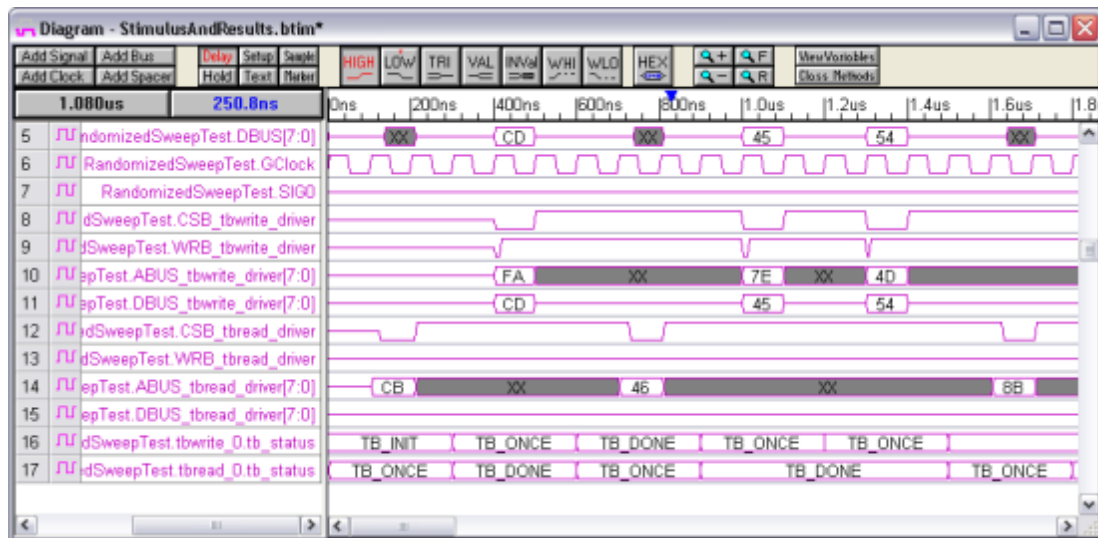 Diagram - StimulusAndResults.btim*
Add Signal Add Bus Delay Setup Sample HIGH LOW TRI VAL INVal WHI WLO HEX + F View Variables
Add Clock Add Spacer Hold Text Marker - R Class Methods
1.080us 250.8ns 0ns 200ns 400ns 600ns 800ns 1.0us 1.2us 1.4us 1.6us 1.8
5 ndomizedSweepTest.DBUS[7:0] XX CD XX 45 54 XX
6 RandomizedSweepTest.GClock
7 RandomizedSweepTest.SIG0
8 dSweepTest.CSB_tbwrite_driver
9 dSweepTest.WRB_tbwrite_driver
10 epTest.ABUS_tbwrite_driver[7:0] FA XX 7E XX 4D
11 epTest.DBUS_tbwrite_driver[7:0] CD 45 54
12 dSweepTest.CSB_tbread_driver
13 dSweepTest.WRB_tbread_driver
14 epTest.ABUS_tbread_driver[7:0] CB XX 46 XX 8B
15 epTest.DBUS_tbread_driver[7:0]
16 dSweepTest.tbwrite_0.tb_status TB_INIT TB_ONCE TB_DONE TB_ONCE TB_ONCE
17 dSweepTest.tbread_0.tb_status TB_ONCE TB_DONE TB_ONCE TB_DONE TB_ONCE